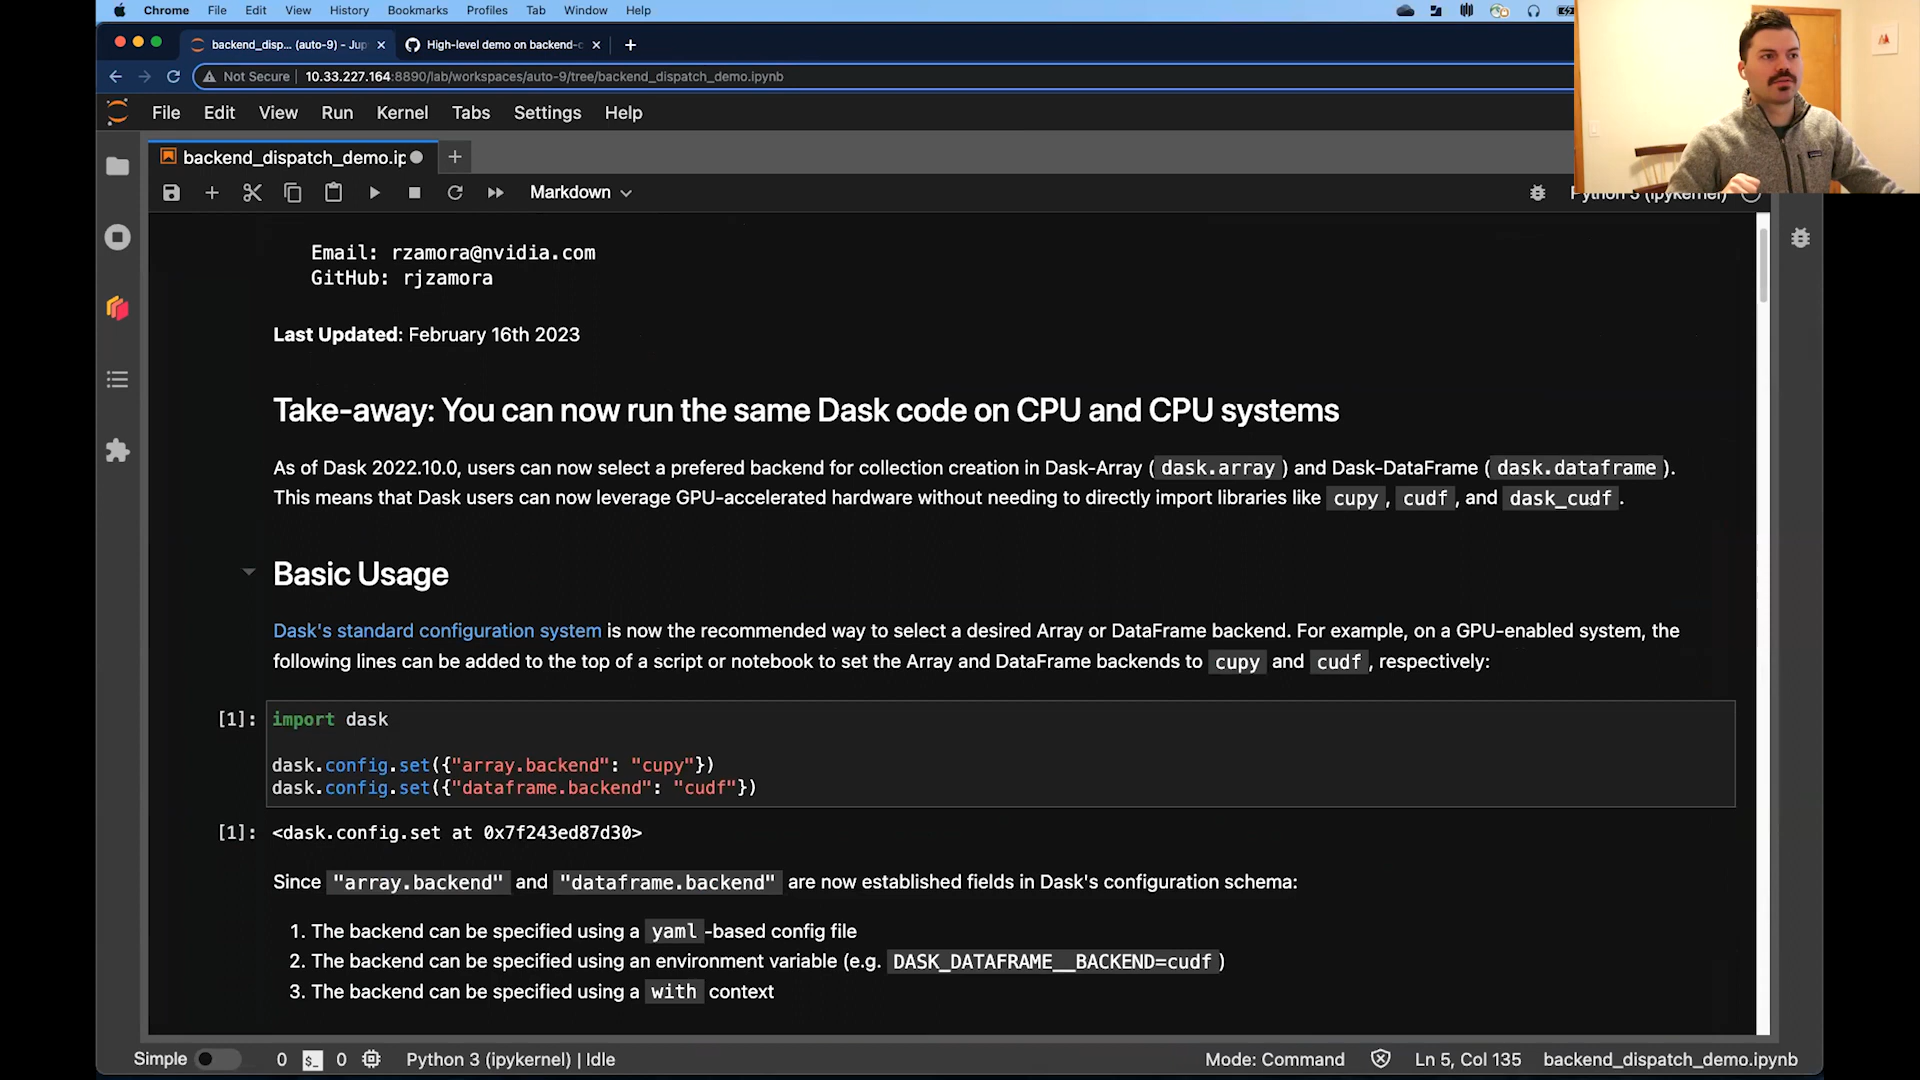 Chrome File Edit View History Bookmarks Profiles Tab Window Help
backend_disp... (auto-9) - Jup
High-level demo on backend-c
Not Secure 10.33.227.164:8890/lab/workspaces/auto-9/tree/backend_dispatch_demo.ipynb
File Edit View Run Kernel Tabs Settings Help
backend_dispatch_demo.ip
Markdown
Python 3 (ipykernel)
Email: rzamora@nvidia.com
GitHub: rjzamora
Last Updated: February 16th 2023
Take-away: You can now run the same Dask code on CPU and CPU systems
As of Dask 2022.10.0, users can now select a prefered backend for collection creation in Dask-Array ( dask.array ) and Dask-DataFrame ( dask.dataframe ).
This means that Dask users can now leverage GPU-accelerated hardware without needing to directly import libraries like cupy , cudf , and dask_cudf .
Basic Usage
Dask's standard configuration system is now the recommended way to select a desired Array or DataFrame backend. For example, on a GPU-enabled system, the
following lines can be added to the top of a script or notebook to set the Array and DataFrame backends to cupy and cudf , respectively:
[1]: import dask
dask.config.set({"array.backend": "cupy"})
dask.config.set({"dataframe.backend": "cudf"})
[1]: <dask.config.set at 0x7f243ed87d30>
Since "array.backend" and "dataframe.backend" are now established fields in Dask's configuration schema:
1. The backend can be specified using a yaml -based config file
2. The backend can be specified using an environment variable (e.g. DASK_DATAFRAME__BACKEND=cudf )
3. The backend can be specified using a with context
Simple 0 $_ 0 Python 3 (ipykernel) | Idle Mode: Command Ln 5, Col 135 backend_dispatch_demo.ipynb